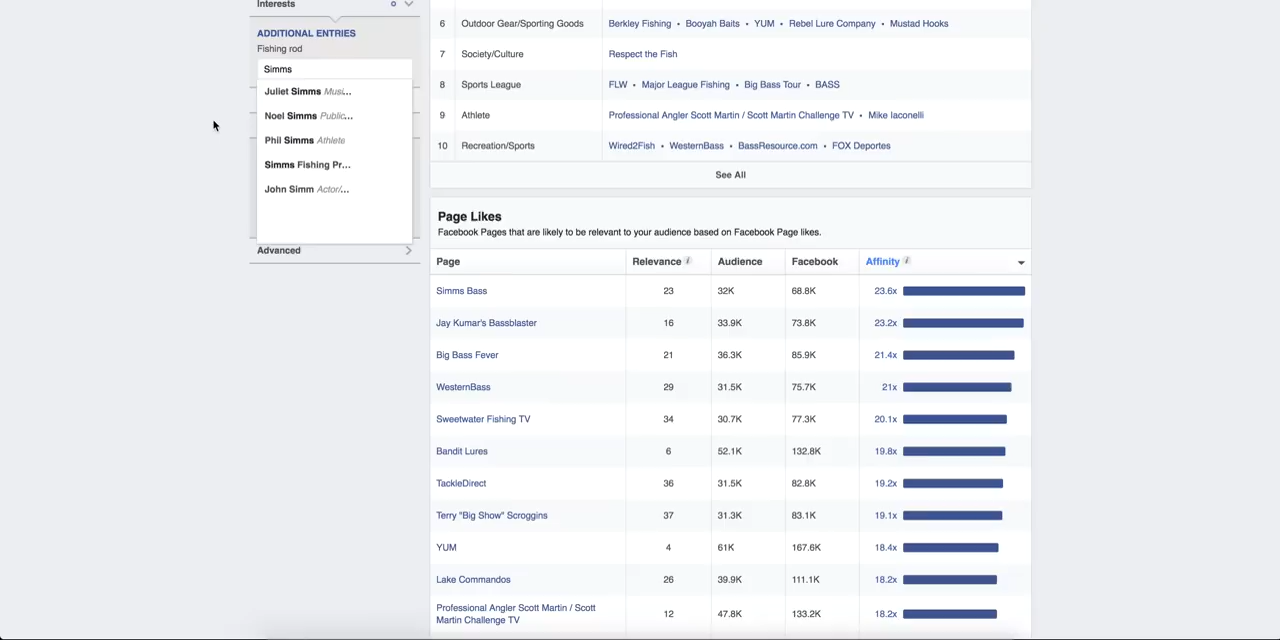 Interests 0
ADDITIONAL ENTRIES
Fishing rod
Simms
Juliet Simms Musi...
Noel Simms Public...
Phil Simms Athlete
Simms Fishing Pr...
John Simm Actor/...
Advanced
6 Outdoor Gear/Sporting Goods Berkley Fishing • Booyah Baits • YUM • Rebel Lure Company • Mustad Hooks
7 Society/Culture Respect the Fish
8 Sports League FLW • Major League Fishing • Big Bass Tour • BASS
9 Athlete Professional Angler Scott Martin / Scott Martin Challenge TV • Mike Iaconelli
10 Recreation/Sports Wired2Fish • WesternBass • BassResource.com • FOX Deportes
See All
Page Likes
Facebook Pages that are likely to be relevant to your audience based on Facebook Page likes.
Page Relevance i Audience Facebook Affinity i
Simms Bass 23 32K 68.8K 23.6x
Jay Kumar's Bassblaster 16 33.9K 73.8K 23.2x
Big Bass Fever 21 36.3K 85.9K 21.4x
WesternBass 29 31.5K 75.7K 21x
Sweetwater Fishing TV 34 30.7K 77.3K 20.1x
Bandit Lures 6 52.1K 132.8K 19.8x
TackleDirect 36 31.5K 82.8K 19.2x
Terry "Big Show" Scroggins 37 31.3K 83.1K 19.1x
YUM 4 61K 167.6K 18.4x
Lake Commandos 26 39.9K 111.1K 18.2x
Professional Angler Scott Martin / Scott
Martin Challenge TV 12 47.8K 133.2K 18.2x